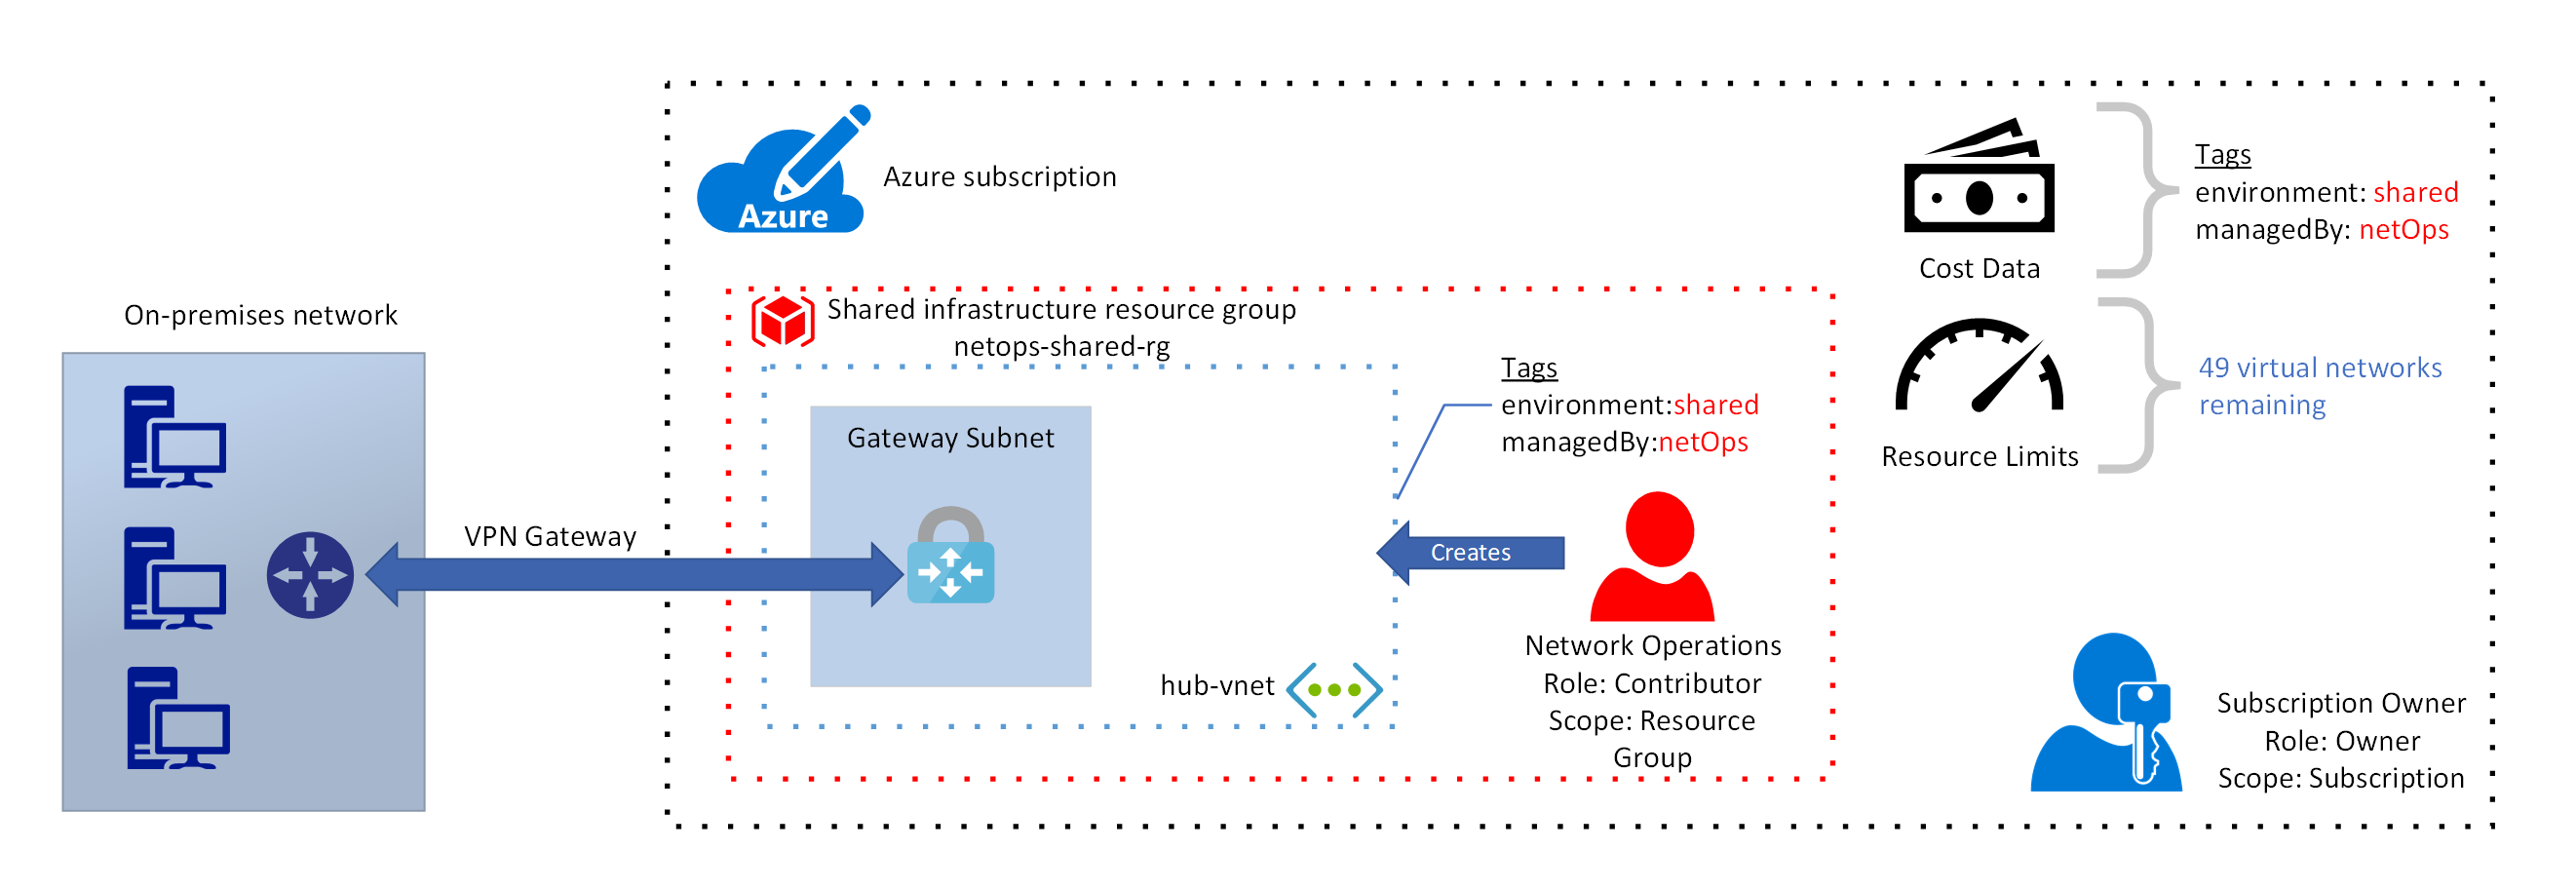 On-premises network
VPN Gateway
Azure
Azure subscription
Shared infrastructure resource group
netops-shared-rg
Gateway Subnet
hub-vnet
Tags
environment:shared
managedBy:netOps
Creates
Network Operations
Role: Contributor
Scope: Resource
Group
Cost Data
Tags
environment: shared
managedBy: netOps
Resource Limits
49 virtual networks
remaining
Subscription Owner
Role: Owner
Scope: Subscription